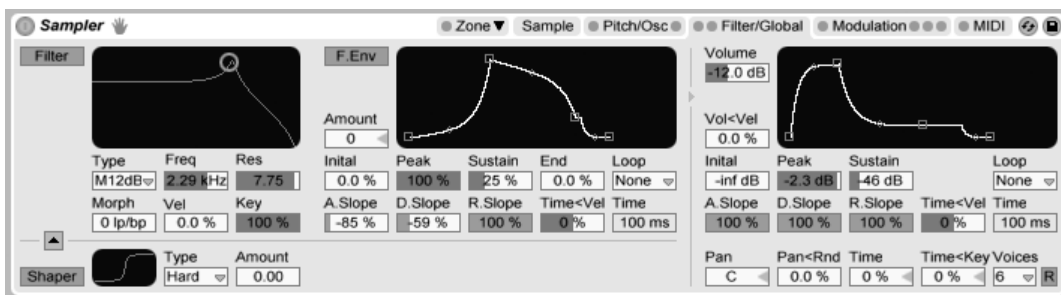 Sampler Zone Sample Pitch/Osc Filter/Global Modulation MIDI
Filter F.Env Volume
-12.0 dB
Amount Vol<Vel
0 0.0 %
Type Freq Res Inital Peak Sustain End Loop Inital Peak Sustain Loop
M12dB 2.29 kHz 7.75 0.0 % 100 % 25 % 0.0 % None -inf dB -2.3 dB -46 dB None
Morph Vel Key A.Slope D.Slope R.Slope Time<Vel Time A.Slope D.Slope R.Slope Time<Vel Time
0 lp/bp 0.0 % 100 % -85 % -59 % 100 % 0 % 100 ms 100 % 100 % 100 % 0 % 100 ms
Type Amount Pan Pan<Rnd Time Time<Key Voices
Shaper Hard 0.00 C 0.0 % 0 % 0 % 6 R